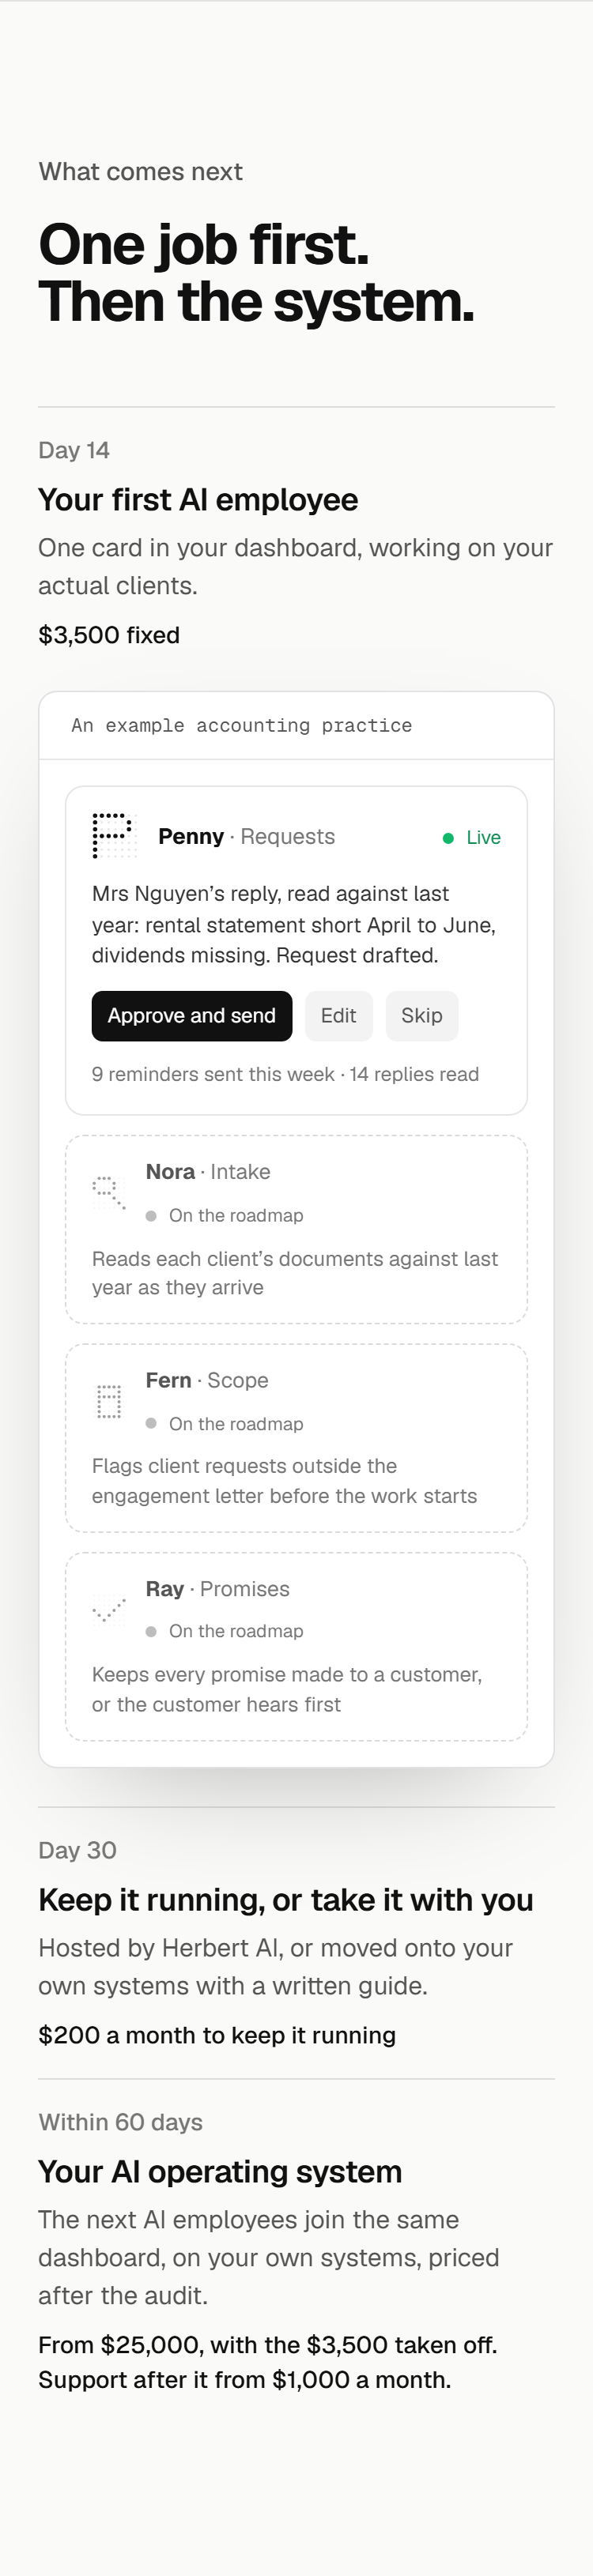 What comes next
One job first.
Then the system.
Day 14
Your first AI employee
One card in your dashboard, working on your
actual clients.
$3,500 fixed
An example accounting practice
Penny · Requests
Live
Mrs Nguyen’s reply, read against last
year: rental statement short April to June,
dividends missing. Request drafted.
Approve and send
Edit
Skip
9 reminders sent this week · 14 replies read
Nora · Intake
On the roadmap
Reads each client’s documents against last
year as they arrive
Fern · Scope
On the roadmap
Flags client requests outside the
engagement letter before the work starts
Ray · Promises
On the roadmap
Keeps every promise made to a customer,
or the customer hears first
Day 30
Keep it running, or take it with you
Hosted by Herbert AI, or moved onto your
own systems with a written guide.
$200 a month to keep it running
Within 60 days
Your AI operating system
The next AI employees join the same
dashboard, on your own systems, priced
after the audit.
From $25,000, with the $3,500 taken off.
Support after it from $1,000 a month.